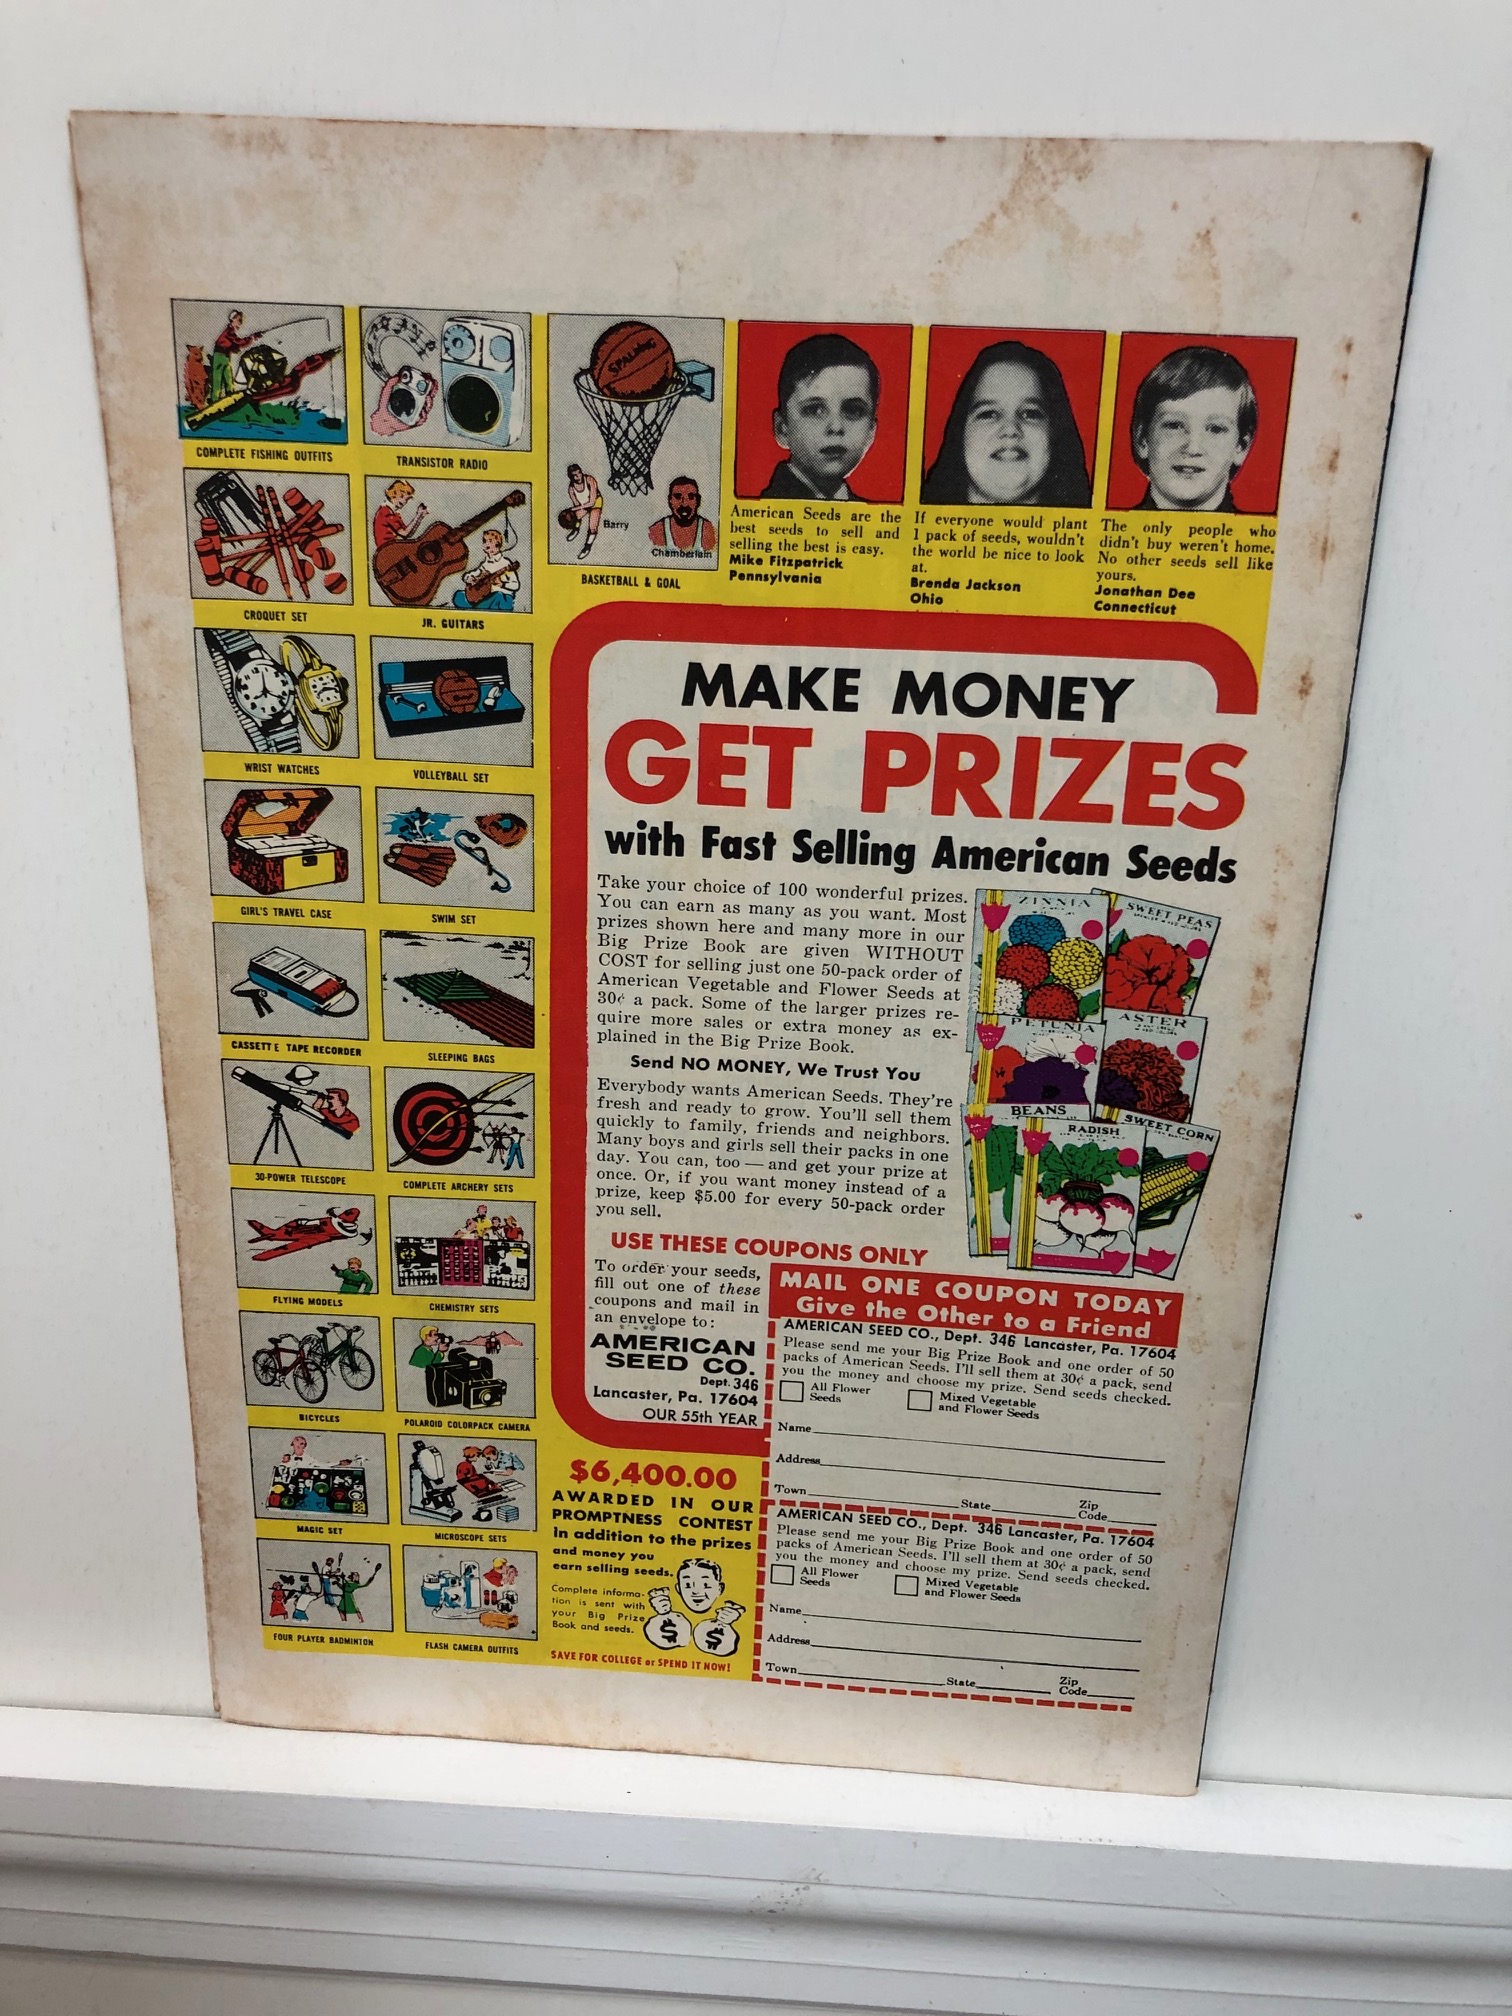 COMPLETE FISHING OUTFITS
TRANSISTOR RADIO
CROQUET SET
JR. GUITARS
WRIST WATCHES
VOLLEYBALL SET
GIRL'S TRAVEL CASE
SWIM SET
CASSETTE TAPE RECORDER
SLEEPING BAGS
30-POWER TELESCOPE
COMPLETE ARCHERY SETS
FLYING MODELS
CHEMISTRY SETS
BICYCLES
POLAROID COLORPACK CAMERA
MAGIC SET
MICROSCOPE SETS
FOUR PLAYER BADMINTON
FLASH CAMERA OUTFITS
SPALDING
Barry
Chamberlain
BASKETBALL & GOAL
American Seeds are the
best seeds to sell and
selling the best is easy.
Mike Fitzpatrick
Pennsylvania
If everyone would plant
1 pack of seeds, wouldn't
the world be nice to look
at.
Brenda Jackson
Ohio
The only people who
didn't buy weren't home.
No other seeds sell like
yours.
Jonathan Dee
Connecticut
MAKE MONEY
GET PRIZES
with Fast Selling American Seeds
Take your choice of 100 wonderful prizes.
You can earn as many as you want. Most
prizes shown here and many more in our
Big Prize Book are given WITHOUT
COST for selling just one 50-pack order of
American Vegetable and Flower Seeds at
30¢ a pack. Some of the larger prizes re-
quire more sales or extra money as ex-
plained in the Big Prize Book.
Send NO MONEY, We Trust You
Everybody wants American Seeds. They're
fresh and ready to grow. You'll sell them
quickly to family, friends and neighbors.
Many boys and girls sell their packs in one
day. You can, too — and get your prize at
once. Or, if you want money instead of a
prize, keep $5.00 for every 50-pack order
you sell.
ZINNIA
SWEET PEAS
PETUNIA
ASTER
BEANS
RADISH
SWEET CORN
USE THESE COUPONS ONLY
To order your seeds,
fill out one of these
coupons and mail in
an envelope to:
AMERICAN
SEED CO.
Dept. 346
Lancaster, Pa. 17604
OUR 55th YEAR
MAIL ONE COUPON TODAY
Give the Other to a Friend
AMERICAN SEED CO., Dept. 346 Lancaster, Pa. 17604
Please send me your Big Prize Book and one order of 50
packs of American Seeds. I'll sell them at 30¢ a pack, send
you the money and choose my prize. Send seeds checked.
All Flower
Seeds
Mixed Vegetable
and Flower Seeds
Name
Address
Town State Zip
Code
AMERICAN SEED CO., Dept. 346 Lancaster, Pa. 17604
Please send me your Big Prize Book and one order of 50
packs of American Seeds. I'll sell them at 30¢ a pack, send
you the money and choose my prize. Send seeds checked.
All Flower
Seeds
Mixed Vegetable
and Flower Seeds
Name
Address
Town State Zip
Code
$6,400.00
AWARDED IN OUR
PROMPTNESS CONTEST
in addition to the prizes
and money you
earn selling seeds.
Complete informa-
tion is sent with
your Big Prize
Book and seeds.
$ $
SAVE FOR COLLEGE or SPEND IT NOW!